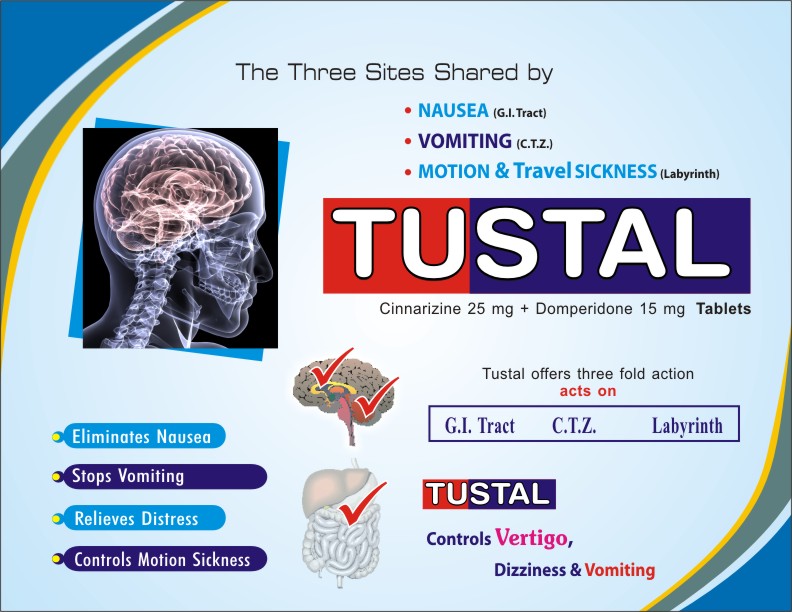 The Three Sites Shared by
• NAUSEA (G.I.Tract)
• VOMITING (C.T.Z.)
• MOTION & Travel SICKNESS (Labyrinth)
TUSTAL
Cinnarizine 25 mg + Domperidone 15 mg Tablets
Tustal offers three fold action
acts on
G.I. Tract C.T.Z. Labyrinth
Eliminates Nausea
Stops Vomiting
Relieves Distress
Controls Motion Sickness
TUSTAL
Controls Vertigo,
Dizziness & Vomiting